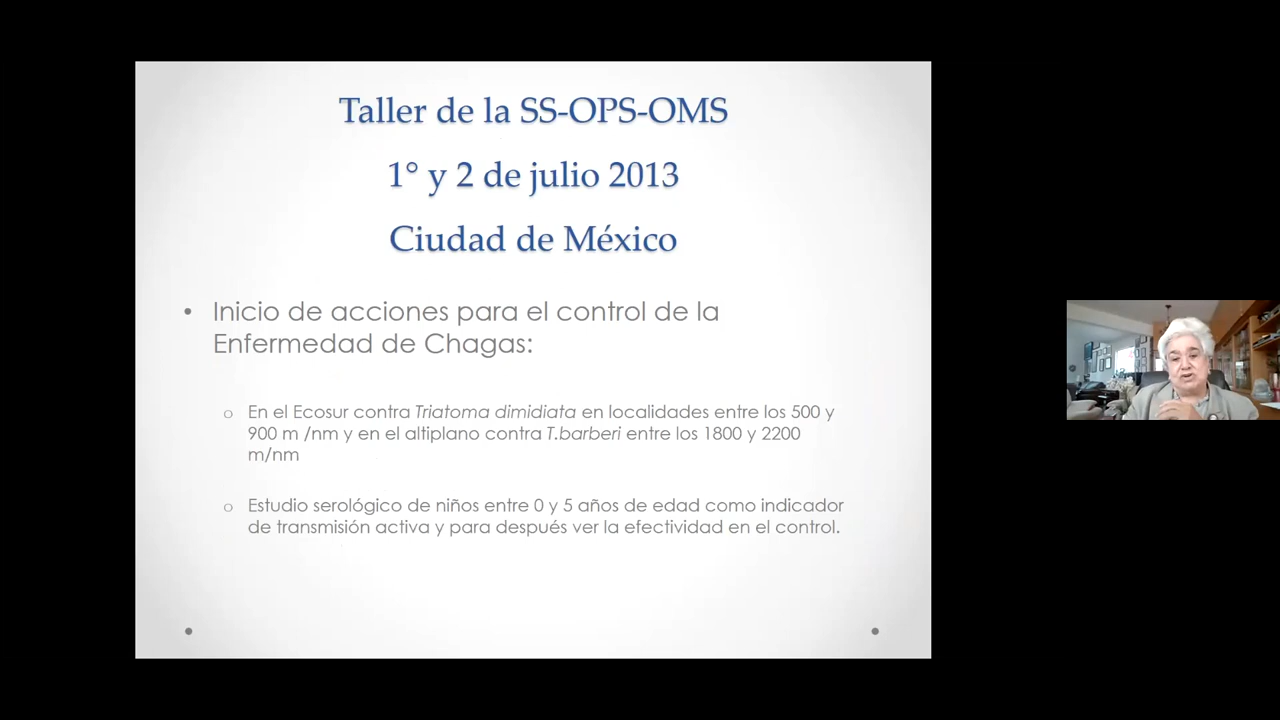 Taller de la SS-OPS-OMS
1° y 2 de julio 2013
Ciudad de México
• Inicio de acciones para el control de la
Enfermedad de Chagas:
o En el Ecosur contra Triatoma dimidiata en localidades entre los 500 y
900 m /nm y en el altiplano contra T.barberi entre los 1800 y 2200
m/nm
o Estudio serológico de niños entre 0 y 5 años de edad como indicador
de transmisión activa y para después ver la efectividad en el control.